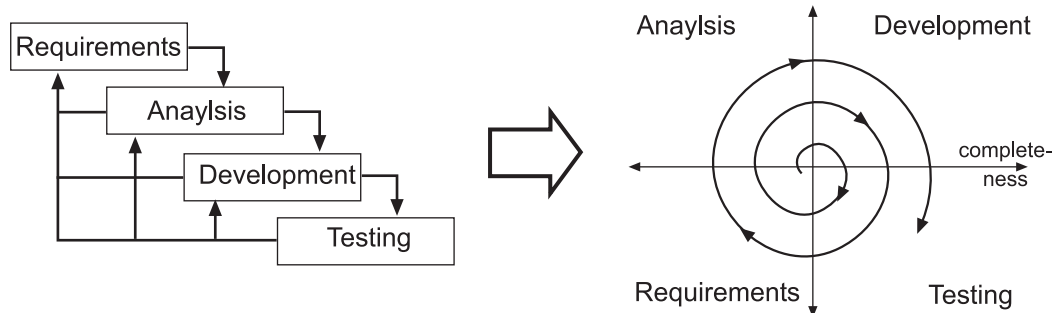 Requirements
Anaylsis
Development
Testing
Anaylsis
Development
complete-
ness
Requirements
Testing